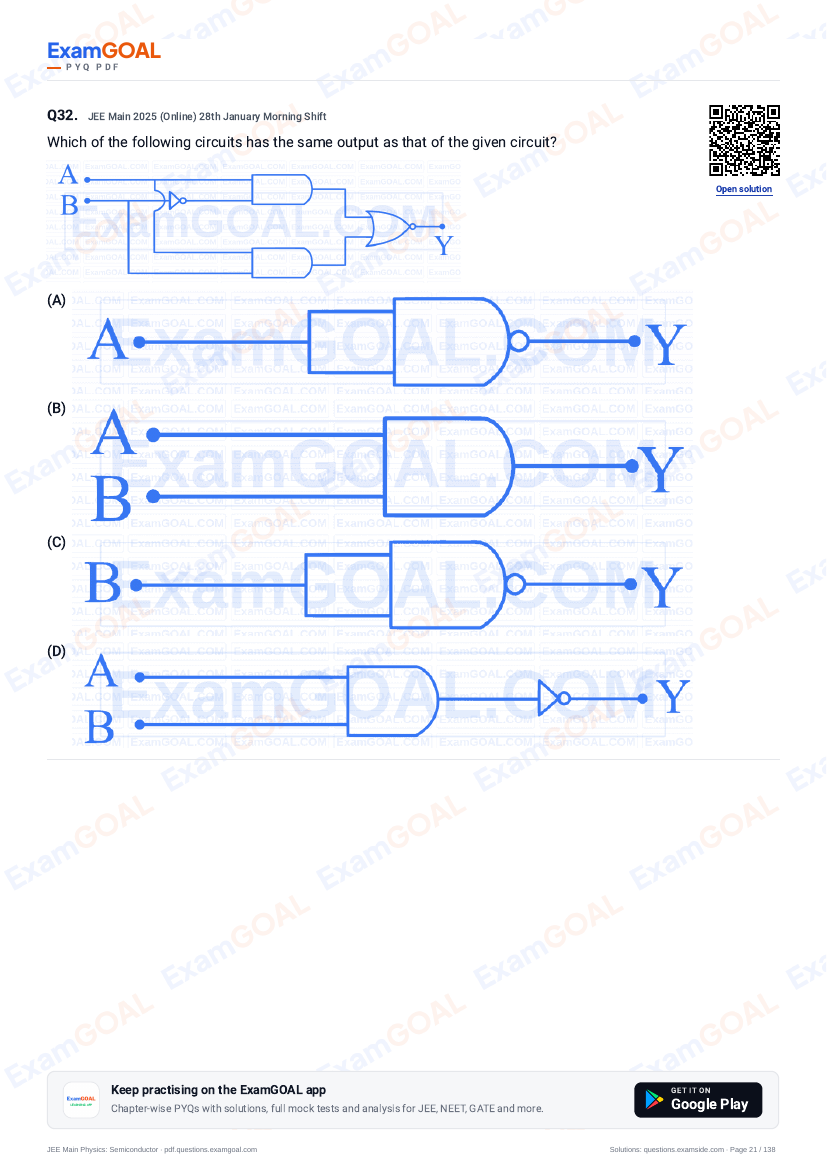 ExamGOAL
PYQ PDF
Q32. JEE Main 2025 (Online) 28th January Morning Shift
Which of the following circuits has the same output as that of the given circuit?
Open solution
A
B
Y
(A)
A
Y
(B)
A
B
Y
(C)
B
Y
(D)
A
B
Y
ExamGOAL.COM
Keep practising on the ExamGOAL app
Chapter-wise PYQs with solutions, full mock tests and analysis for JEE, NEET, GATE and more.
GET IT ON
Google Play
JEE Main Physics: Semiconductor · pdf.questions.examgoal.com
Solutions: questions.examside.com · Page 21 / 138